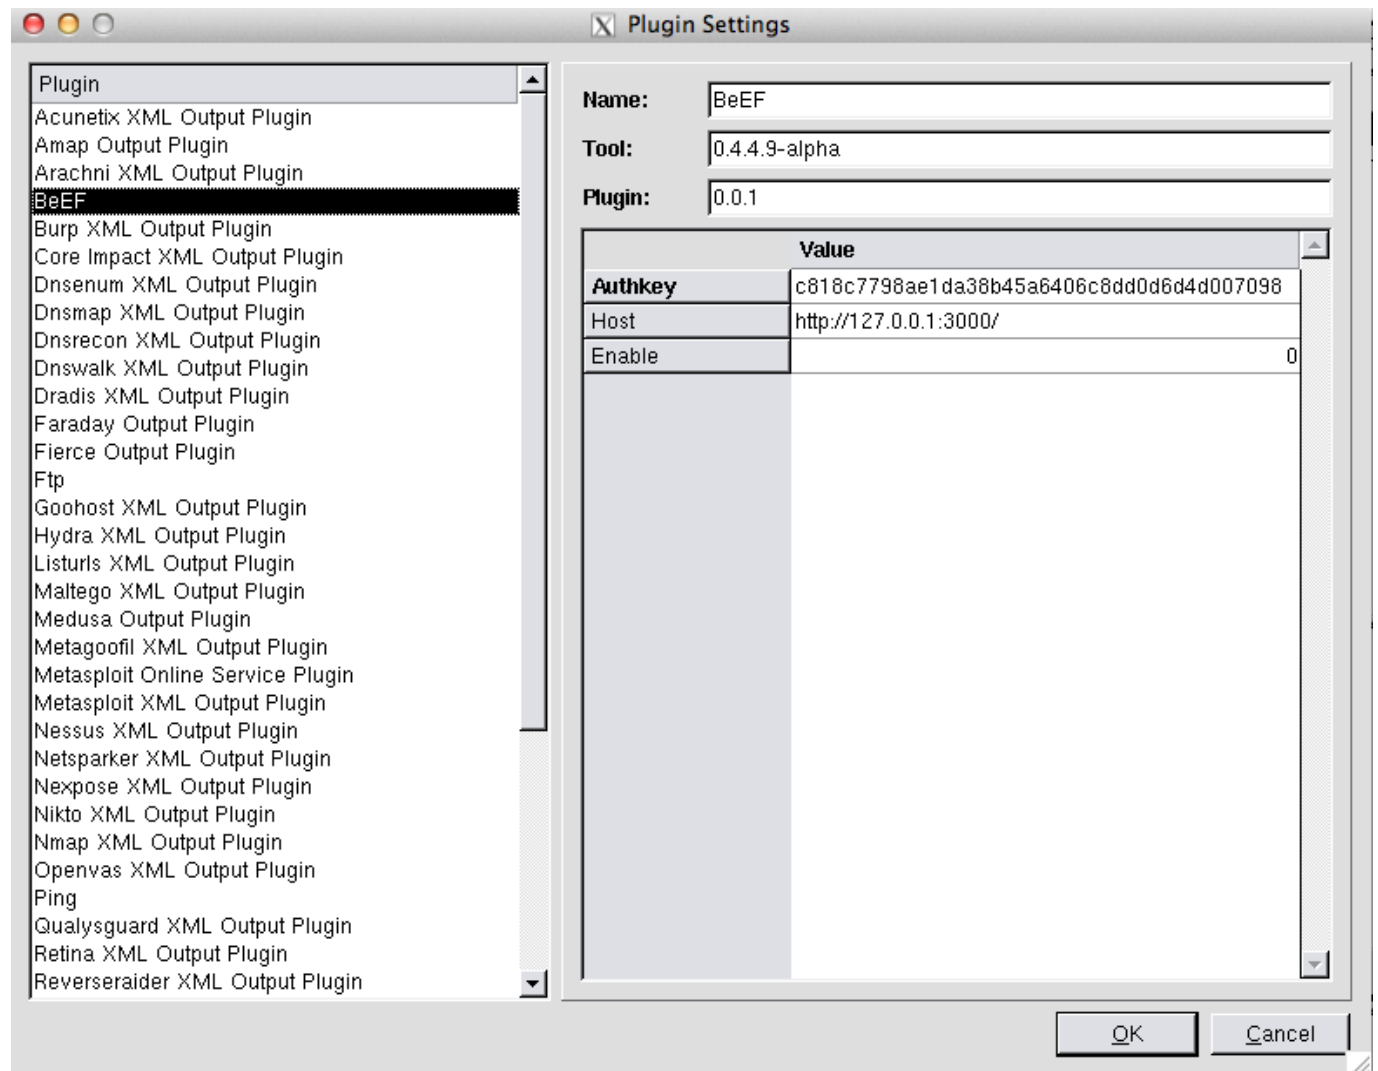 Plugin Settings
Plugin
Acunetix XML Output Plugin
Amap Output Plugin
Arachni XML Output Plugin
BeEF
Burp XML Output Plugin
Core Impact XML Output Plugin
Dnsenum XML Output Plugin
Dnsmap XML Output Plugin
Dnsrecon XML Output Plugin
Dnswalk XML Output Plugin
Dradis XML Output Plugin
Faraday Output Plugin
Fierce Output Plugin
Ftp
Goohost XML Output Plugin
Hydra XML Output Plugin
Listurls XML Output Plugin
Maltego XML Output Plugin
Medusa Output Plugin
Metagoofil XML Output Plugin
Metasploit Online Service Plugin
Metasploit XML Output Plugin
Nessus XML Output Plugin
Netsparker XML Output Plugin
Nexpose XML Output Plugin
Nikto XML Output Plugin
Nmap XML Output Plugin
Openvas XML Output Plugin
Ping
Qualysguard XML Output Plugin
Retina XML Output Plugin
Reverseraider XML Output Plugin
Name: BeEF
Tool: 0.4.4.9-alpha
Plugin: 0.0.1
Value
Authkey c818c7798ae1da38b45a6406c8dd0d6d4d007098
Host http://127.0.0.1:3000/
Enable 0
OK Cancel